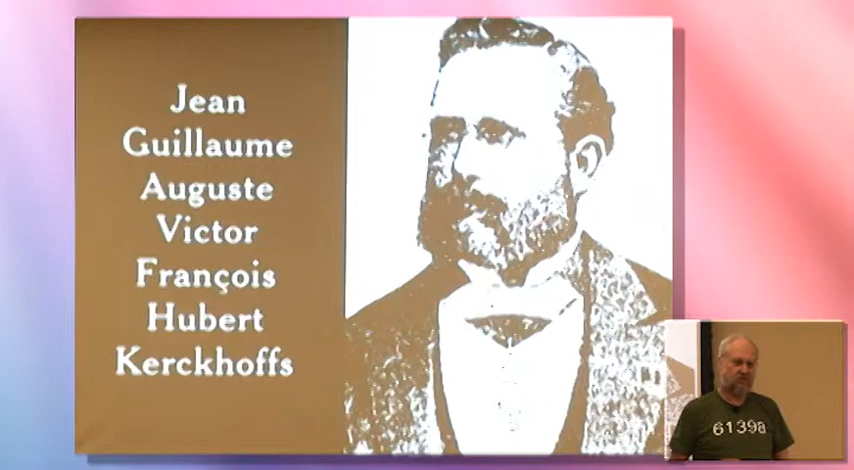 Jean
Guillaume
Auguste
Victor
François
Hubert
Kerckhoffs
61398